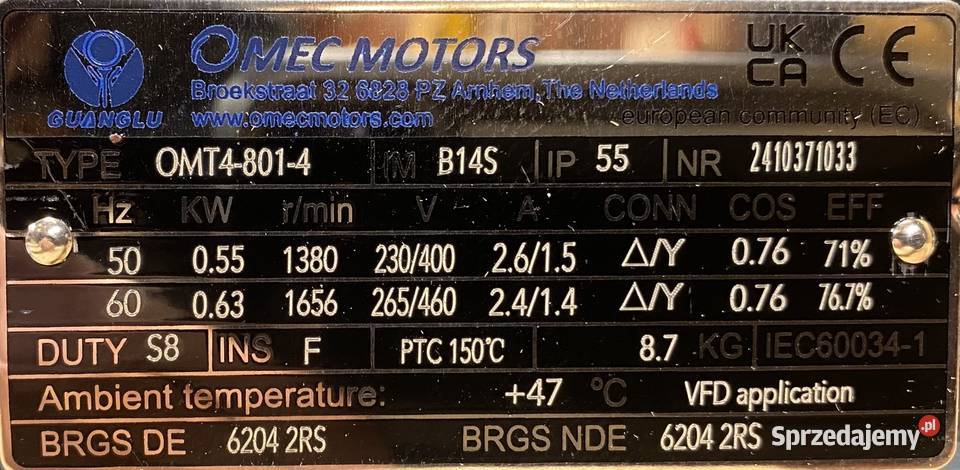 GUANGLU
OMEC MOTORS
Broekstraat 32 6828 PZ Arnhem, The Netherlands
www.omecmotors.com
UK CA CE
european community (EC)
TYPE OMT4-801-4 IM B14S IP 55 NR 2410371033
Hz KW r/min V A CONN COS EFF
50 0.55 1380 230/400 2.6/1.5 Δ/Y 0.76 71%
60 0.63 1656 265/460 2.4/1.4 Δ/Y 0.76 76.7%
DUTY S8 INS F PTC 150°C 8.7 KG IEC60034-1
Ambient temperature: +47 °C VFD application
BRGS DE 6204 2RS BRGS NDE 6204 2RS
Sprzedajemy.pl